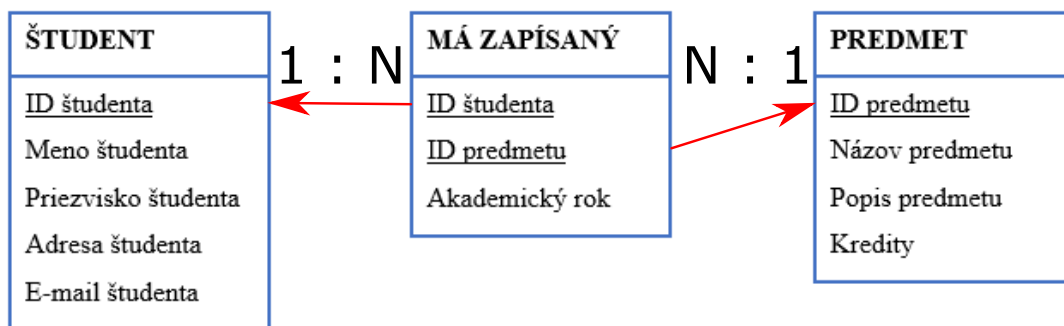 ŠTUDENT
ID študenta
Meno študenta
Priezvisko študenta
Adresa študenta
E-mail študenta
1 : N
MÁ ZAPÍSANÝ
ID študenta
ID predmetu
Akademický rok
N : 1
PREDMET
ID predmetu
Názov predmetu
Popis predmetu
Kredity